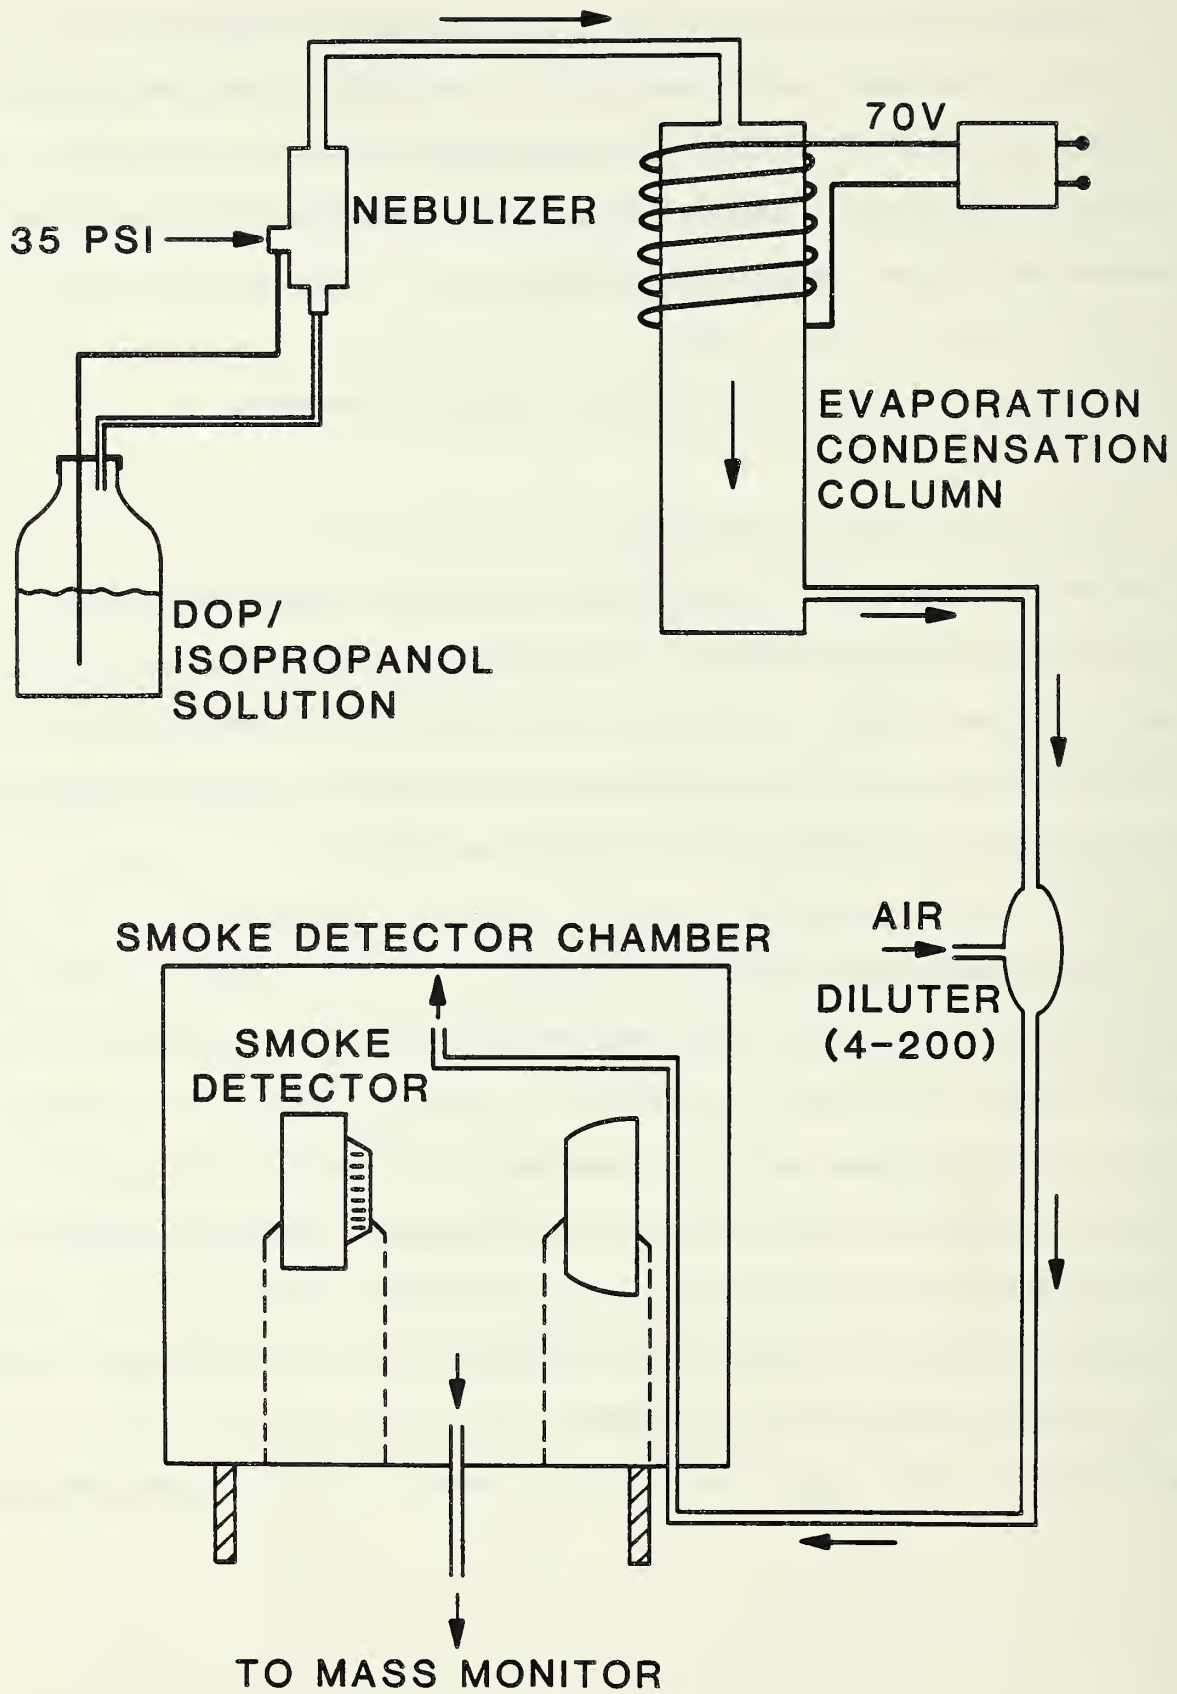 70V
NEBULIZER
35 PSI
EVAPORATION
CONDENSATION
COLUMN
DOP/
ISOPROPANOL
SOLUTION
AIR
SMOKE DETECTOR CHAMBER
DILUTER
(4-200)
SMOKE
DETECTOR
TO MASS MONITOR